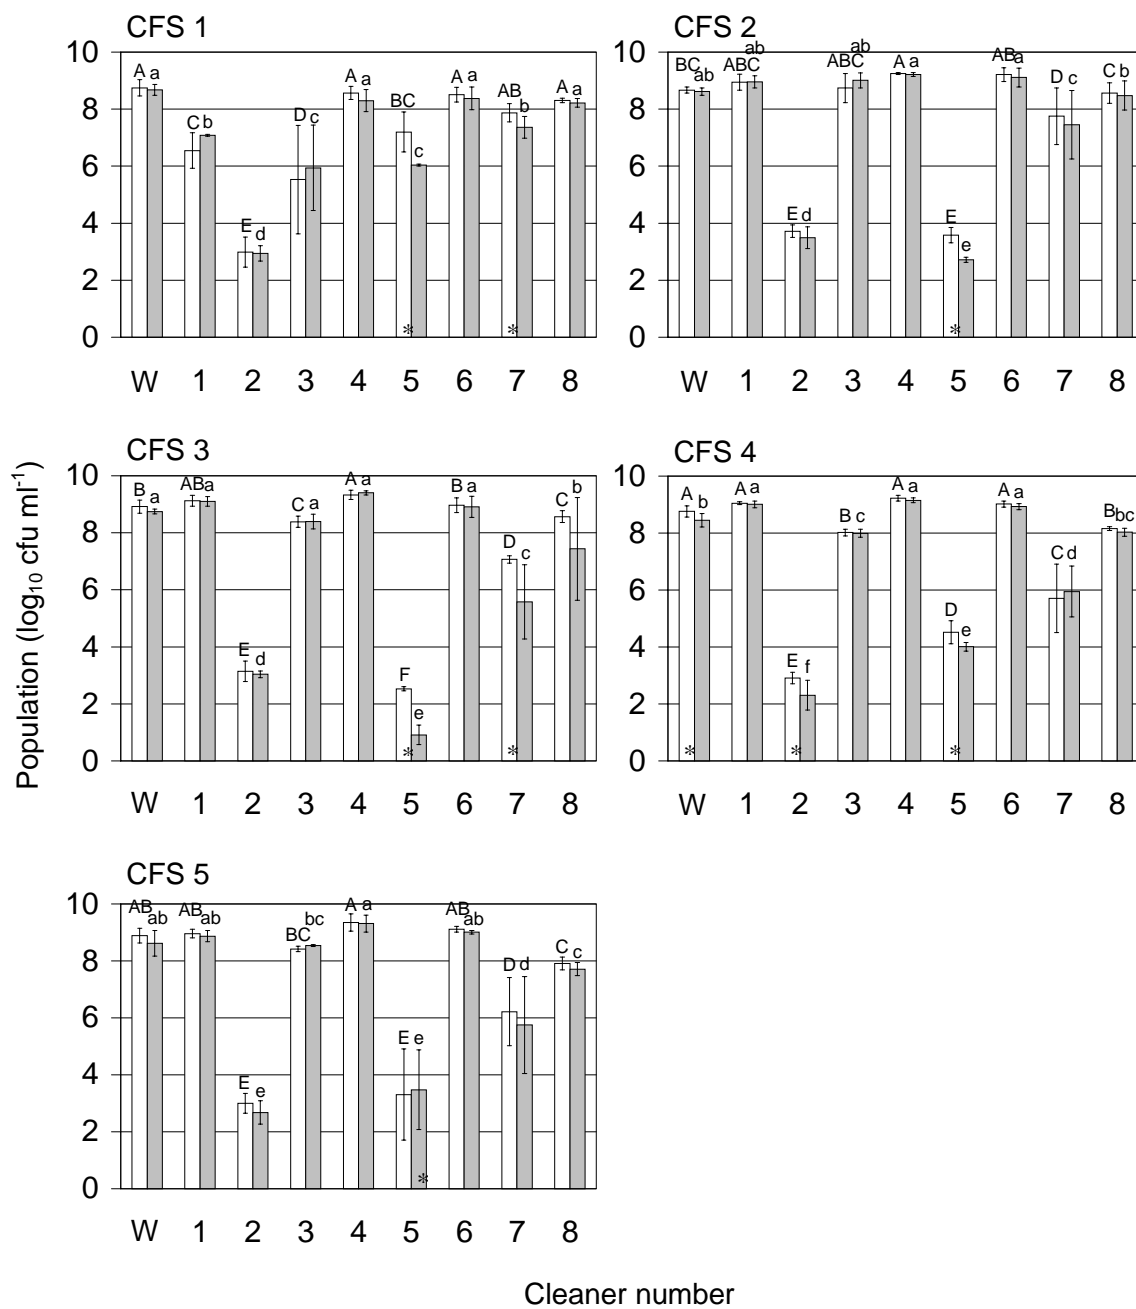 CFS 1
10
8
6
4
2
0
A a
C b
E d
D c
A a
BC c
A a
AB b
A a
* *
W 1 2 3 4 5 6 7 8
CFS 2
10
8
6
4
2
0
BC ab
ABC ab
E d
ABC ab
A a
E e
AB a
D c
C b
*
W 1 2 3 4 5 6 7 8
CFS 3
10
8
6
4
2
0
B a
AB a
E d
C a
A a
F e
B a
D c
C b
* *
W 1 2 3 4 5 6 7 8
CFS 4
10
8
6
4
2
0
A b
A a
E f
B c
A a
D e
A a
C d
B bc
* * *
W 1 2 3 4 5 6 7 8
CFS 5
10
8
6
4
2
0
AB ab
AB ab
E e
BC bc
A a
E e
AB ab
D d
C c
*
W 1 2 3 4 5 6 7 8
Population (log₁₀ cfu ml⁻¹)
Cleaner number